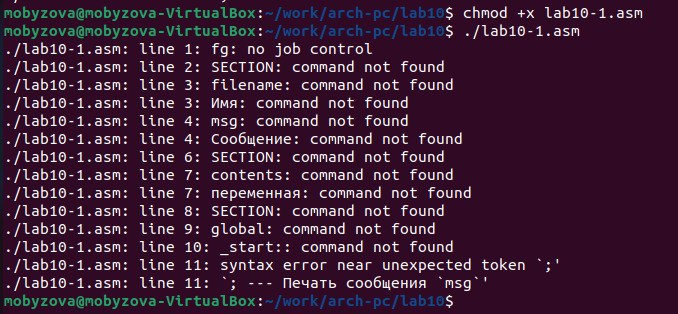 mobyzova@mobyzova-VirtualBox:~/work/arch-pc/lab10$ chmod +x lab10-1.asm
mobyzova@mobyzova-VirtualBox:~/work/arch-pc/lab10$ ./lab10-1.asm
./lab10-1.asm: line 1: fg: no job control
./lab10-1.asm: line 2: SECTION: command not found
./lab10-1.asm: line 3: filename: command not found
./lab10-1.asm: line 3: Имя: command not found
./lab10-1.asm: line 4: msg: command not found
./lab10-1.asm: line 4: Сообщение: command not found
./lab10-1.asm: line 6: SECTION: command not found
./lab10-1.asm: line 7: contents: command not found
./lab10-1.asm: line 7: переменная: command not found
./lab10-1.asm: line 8: SECTION: command not found
./lab10-1.asm: line 9: global: command not found
./lab10-1.asm: line 10: _start:: command not found
./lab10-1.asm: line 11: syntax error near unexpected token `;'
./lab10-1.asm: line 11: `; --- Печать сообщения `msg`'
mobyzova@mobyzova-VirtualBox:~/work/arch-pc/lab10$